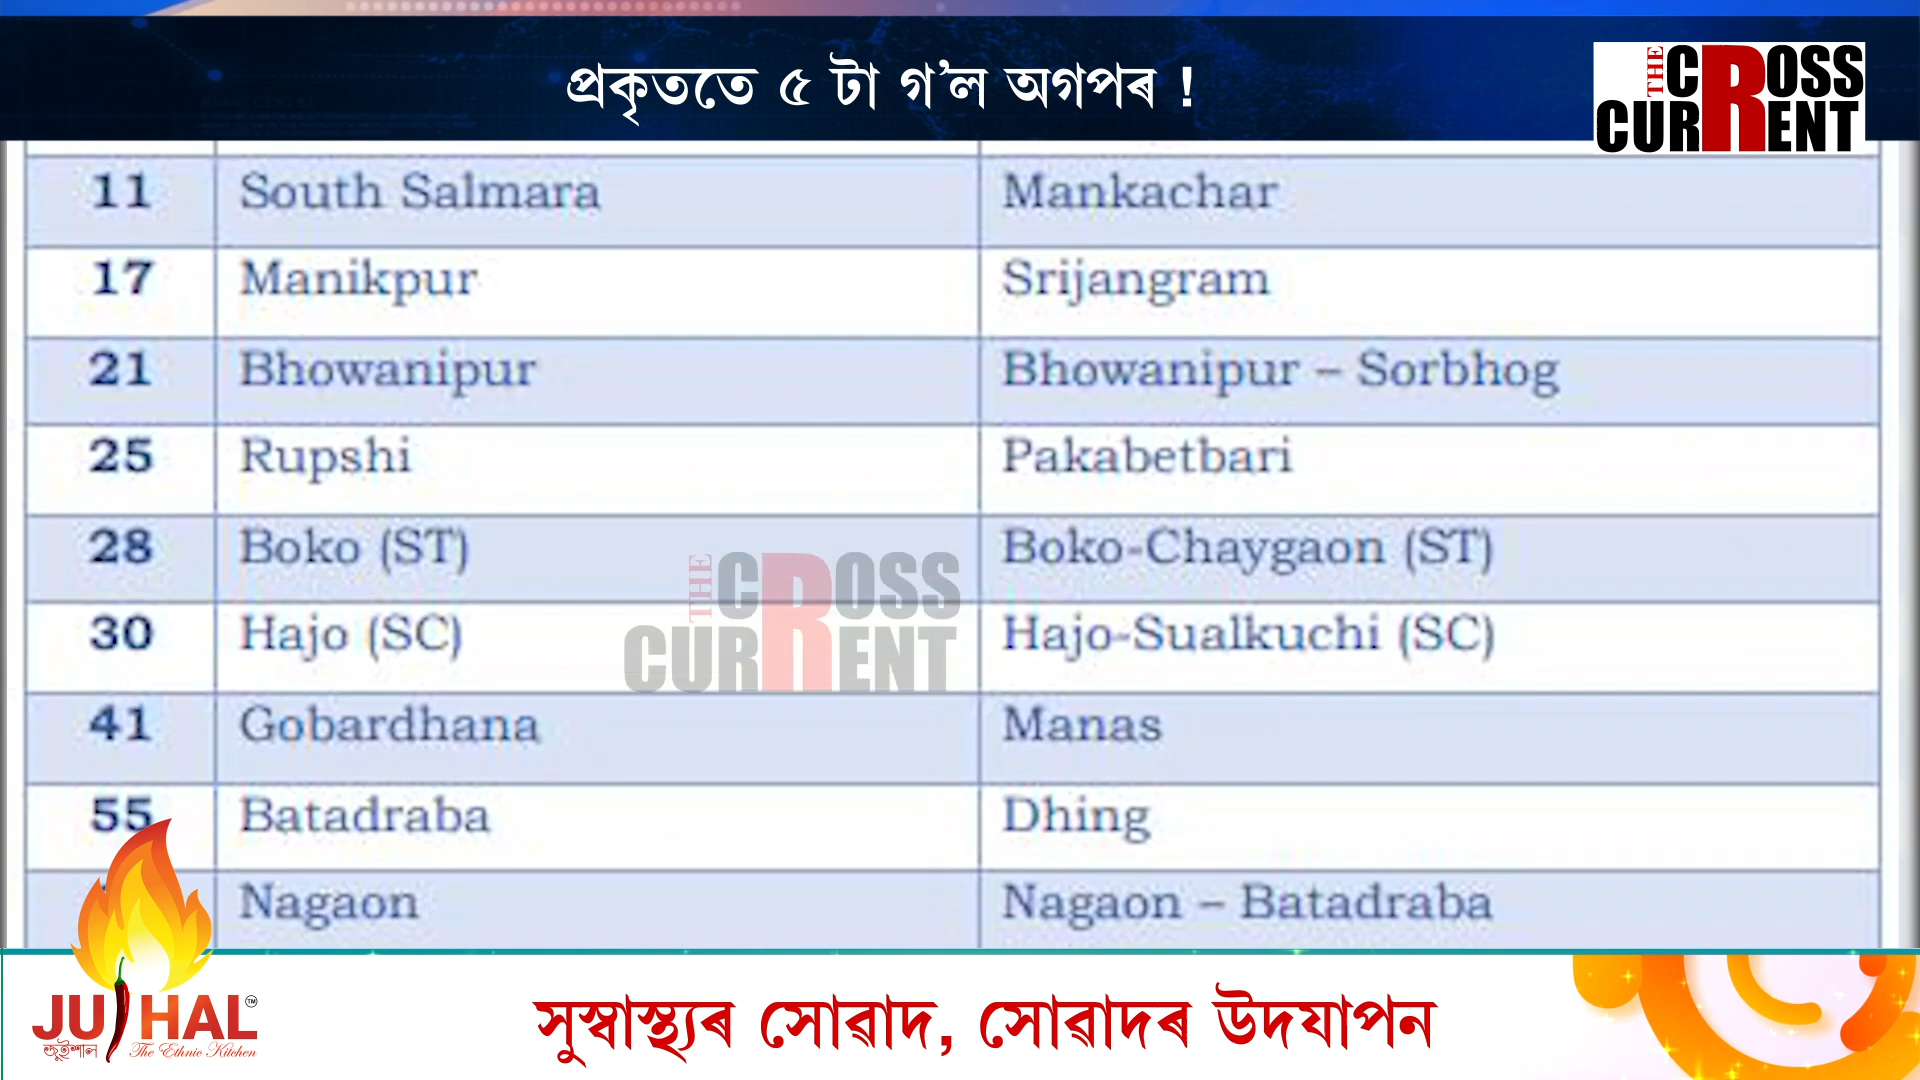 প্ৰকৃততে ৫ টা গ'ল অগপৰ !
THE CROSS
CURRENT
11 South Salmara Mankachar
17 Manikpur Srijangram
21 Bhowanipur Bhowanipur – Sorbhog
25 Rupshi Pakabetbari
28 Boko (ST) Boko-Chaygaon (ST)
30 Hajo (SC) Hajo-Sualkuchi (SC)
THE CROSS
CURRENT
41 Gobardhana Manas
55 Batadraba Dhing
Nagaon Nagaon – Batadraba
JUIHAL™
জুইশাল The Ethnic Kitchen
সুস্বাস্থ্যৰ সোৱাদ, সোৱাদৰ উদযাপন